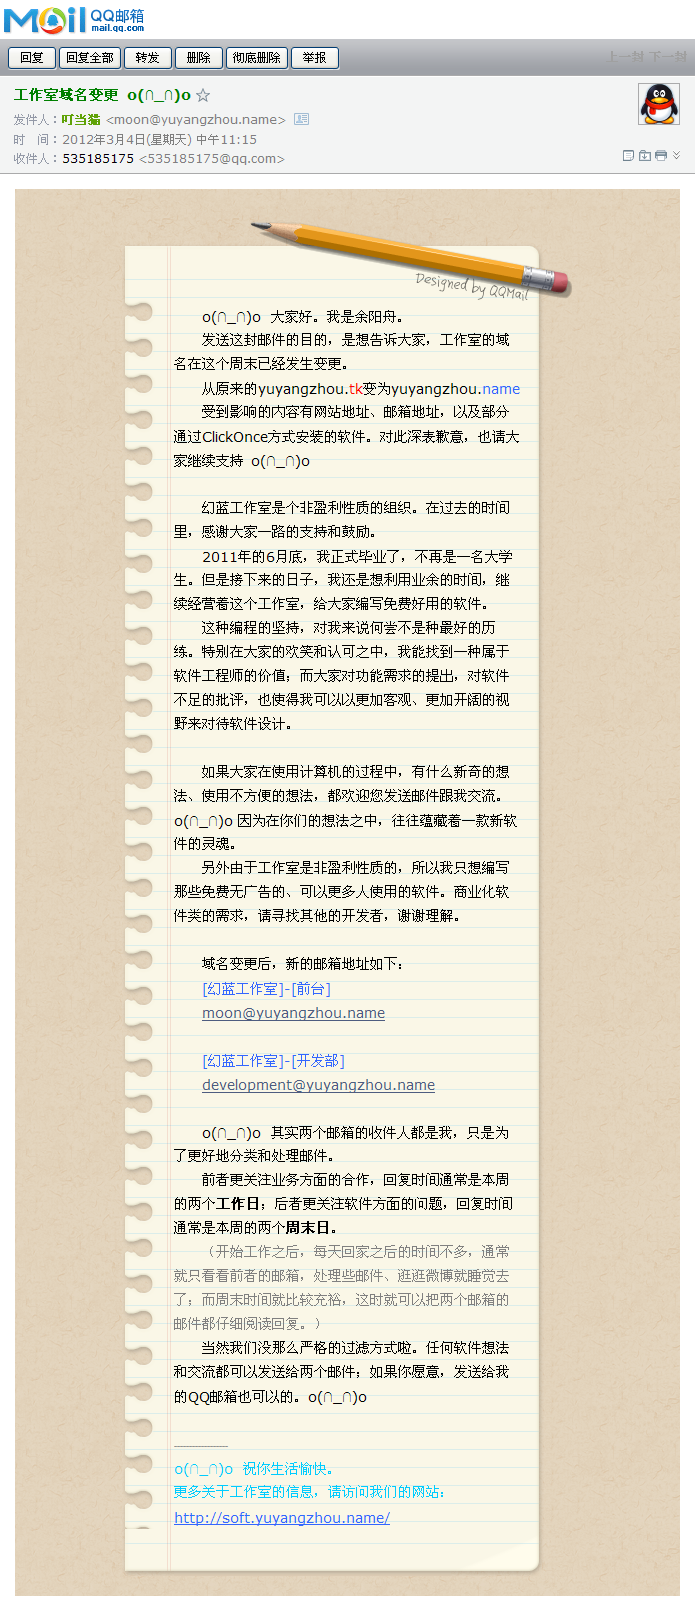 Mail QQ邮箱
mail.qq.com
回复 回复全部 转发 删除 彻底删除 举报 上一封 下一封
工作室域名变更 o(∩_∩)o
发件人：叮当猫 <moon@yuyangzhou.name>
时 间：2012年3月4日(星期天) 中午11:15
收件人：535185175 <535185175@qq.com>
Designed by QQMail
o(∩_∩)o 大家好。我是余阳舟。
发送这封邮件的目的，是想告诉大家，工作室的域
名在这个周末已经发生变更。
从原来的yuyangzhou.tk变为yuyangzhou.name
受到影响的内容有网站地址、邮箱地址，以及部分
通过ClickOnce方式安装的软件。对此深表歉意，也请大
家继续支持 o(∩_∩)o
幻蓝工作室是个非盈利性质的组织。在过去的时间
里，感谢大家一路的支持和鼓励。
2011年的6月底，我正式毕业了，不再是一名大学
生。但是接下来的日子，我还是想利用业余的时间，继
续经营着这个工作室，给大家编写免费好用的软件。
这种编程的坚持，对我来说何尝不是种最好的历
练。特别在大家的欢笑和认可之中，我能找到一种属于
软件工程师的价值；而大家对功能需求的提出，对软件
不足的批评，也使得我可以以更加客观、更加开阔的视
野来对待软件设计。
如果大家在使用计算机的过程中，有什么新奇的想
法、使用不方便的想法，都欢迎您发送邮件跟我交流。
o(∩_∩)o 因为在你们的想法之中，往往蕴藏着一款新软
件的灵魂。
另外由于工作室是非盈利性质的，所以我只想编写
那些免费无广告的、可以更多人使用的软件。商业化软
件类的需求，请寻找其他的开发者，谢谢理解。
域名变更后，新的邮箱地址如下：
[幻蓝工作室]-[前台]
moon@yuyangzhou.name
[幻蓝工作室]-[开发部]
development@yuyangzhou.name
o(∩_∩)o 其实两个邮箱的收件人都是我，只是为
了更好地分类和处理邮件。
前者更关注业务方面的合作，回复时间通常是本周
的两个工作日；后者更关注软件方面的问题，回复时间
通常是本周的两个周末日。
（开始工作之后，每天回家之后的时间不多，通常
就只看看前者的邮箱，处理些邮件、逛逛微博就睡觉去
了；而周末时间就比较充裕，这时就可以把两个邮箱的
邮件都仔细阅读回复。）
当然我们没那么严格的过滤方式啦。任何软件想法
和交流都可以发送给两个邮件；如果你愿意，发送给我
的QQ邮箱也可以的。o(∩_∩)o
o(∩_∩)o 祝你生活愉快。
更多关于工作室的信息，请访问我们的网站：
http://soft.yuyangzhou.name/